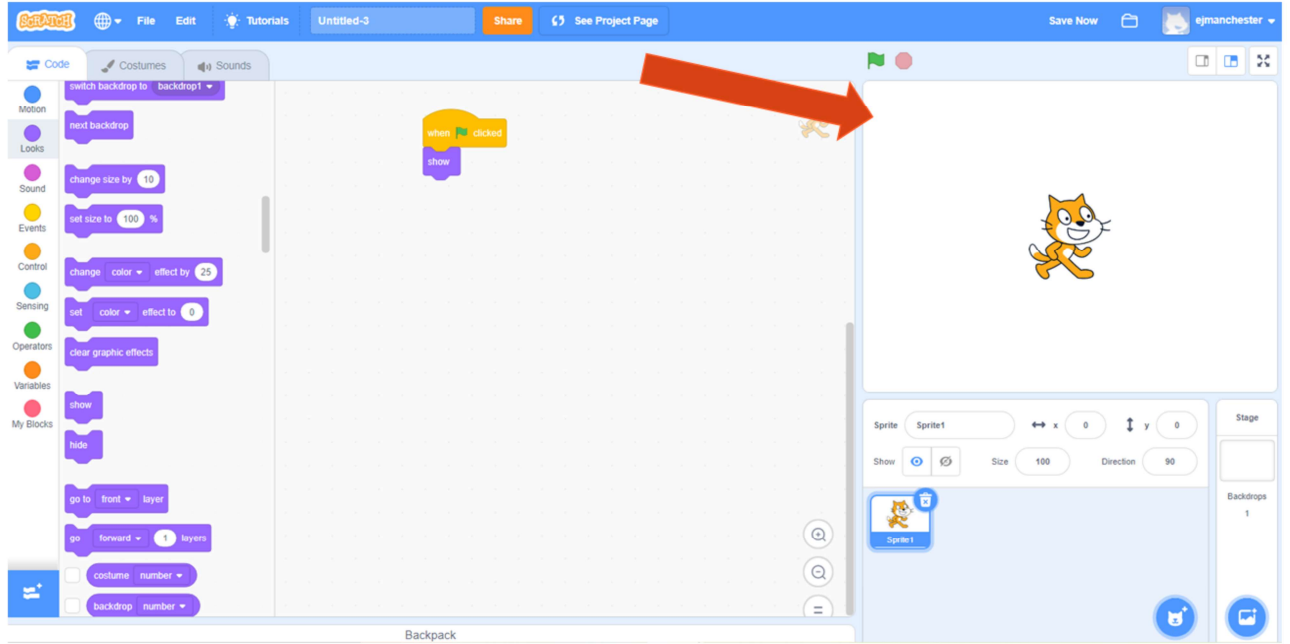 SCRATCH File Edit Tutorials Untitled-3 Share See Project Page Save Now ejmanchester
Code Costumes Sounds
Motion
Looks
Sound
Events
Control
Sensing
Operators
Variables
My Blocks
switch backdrop to backdrop1
next backdrop
change size by 10
set size to 100 %
change color effect by 25
set color effect to 0
clear graphic effects
show
hide
go to front layer
go forward 1 layers
costume number
backdrop number
when clicked
show
Backpack
Sprite Sprite1 x 0 y 0
Show Size 100 Direction 90
Sprite1
Stage
Backdrops
1